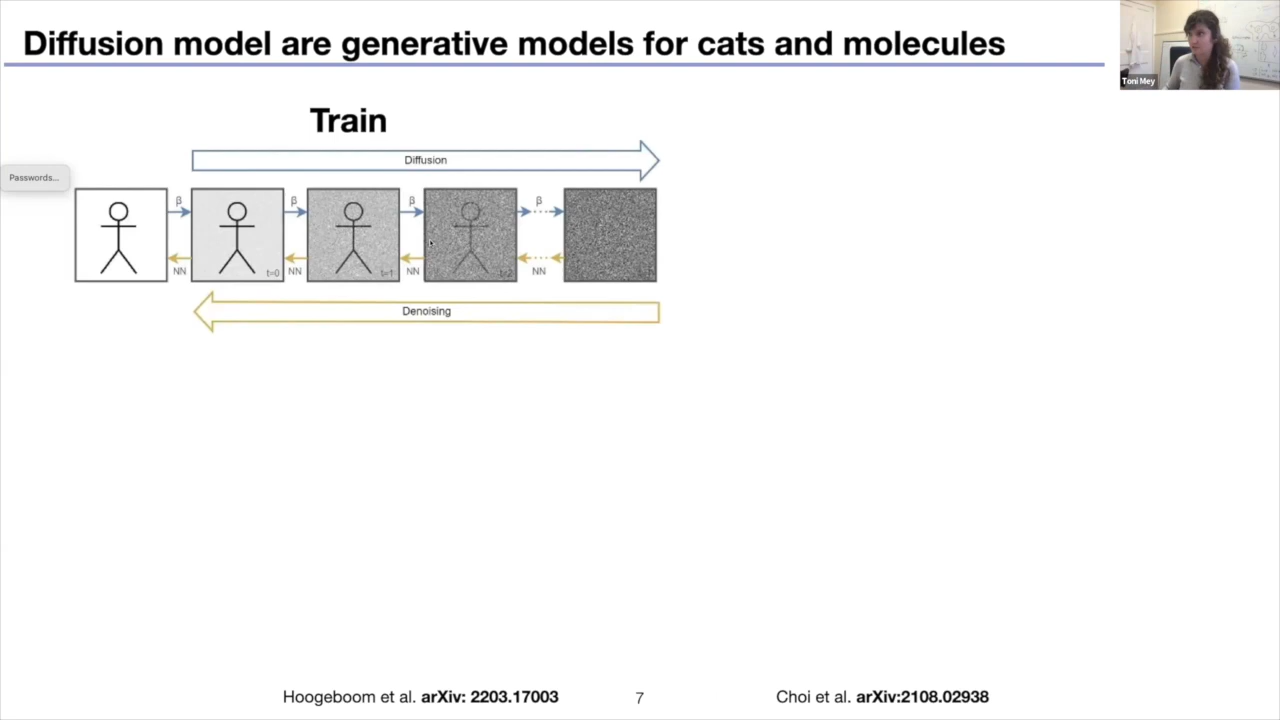 Diffusion model are generative models for cats and molecules
Toni Mey
Train
Diffusion
Passwords...
β β β β
t=0 t=1 t=2
NN NN NN NN
Denoising
Hoogeboom et al. arXiv: 2203.17003
7
Choi et al. arXiv:2108.02938